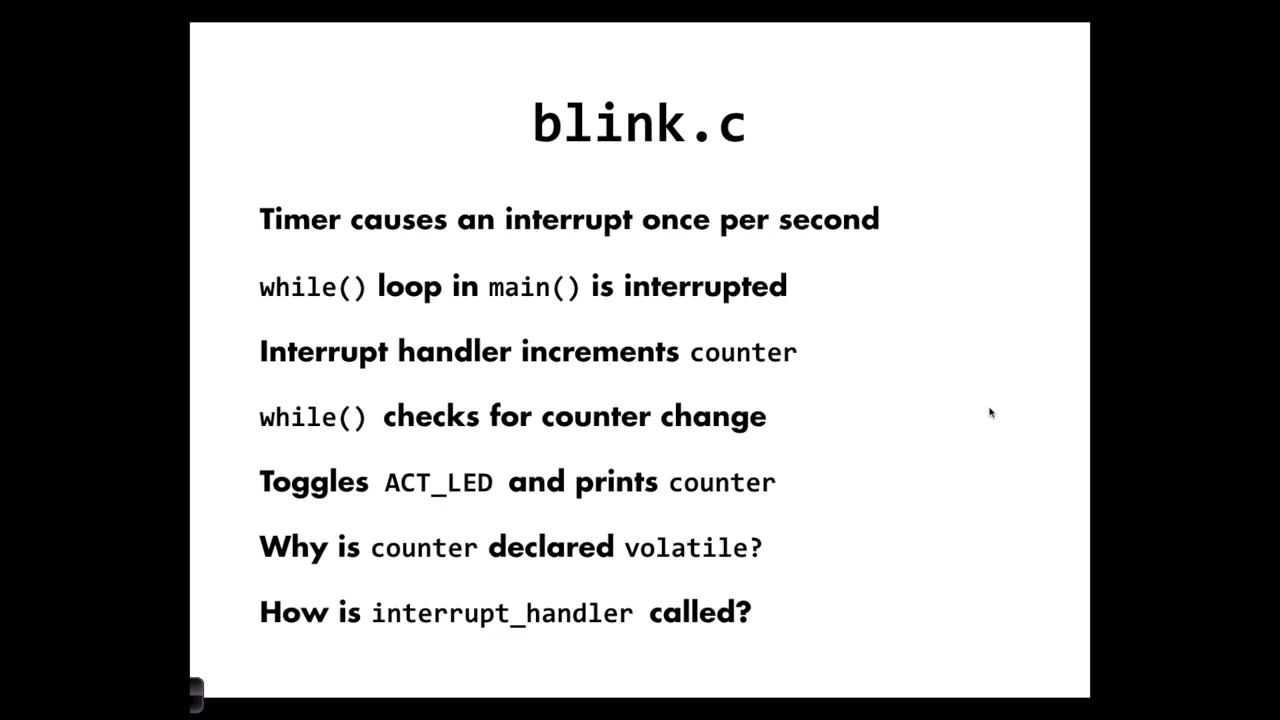 blink.c
Timer causes an interrupt once per second
while() loop in main() is interrupted
Interrupt handler increments counter
while() checks for counter change
Toggles ACT_LED and prints counter
Why is counter declared volatile?
How is interrupt_handler called?